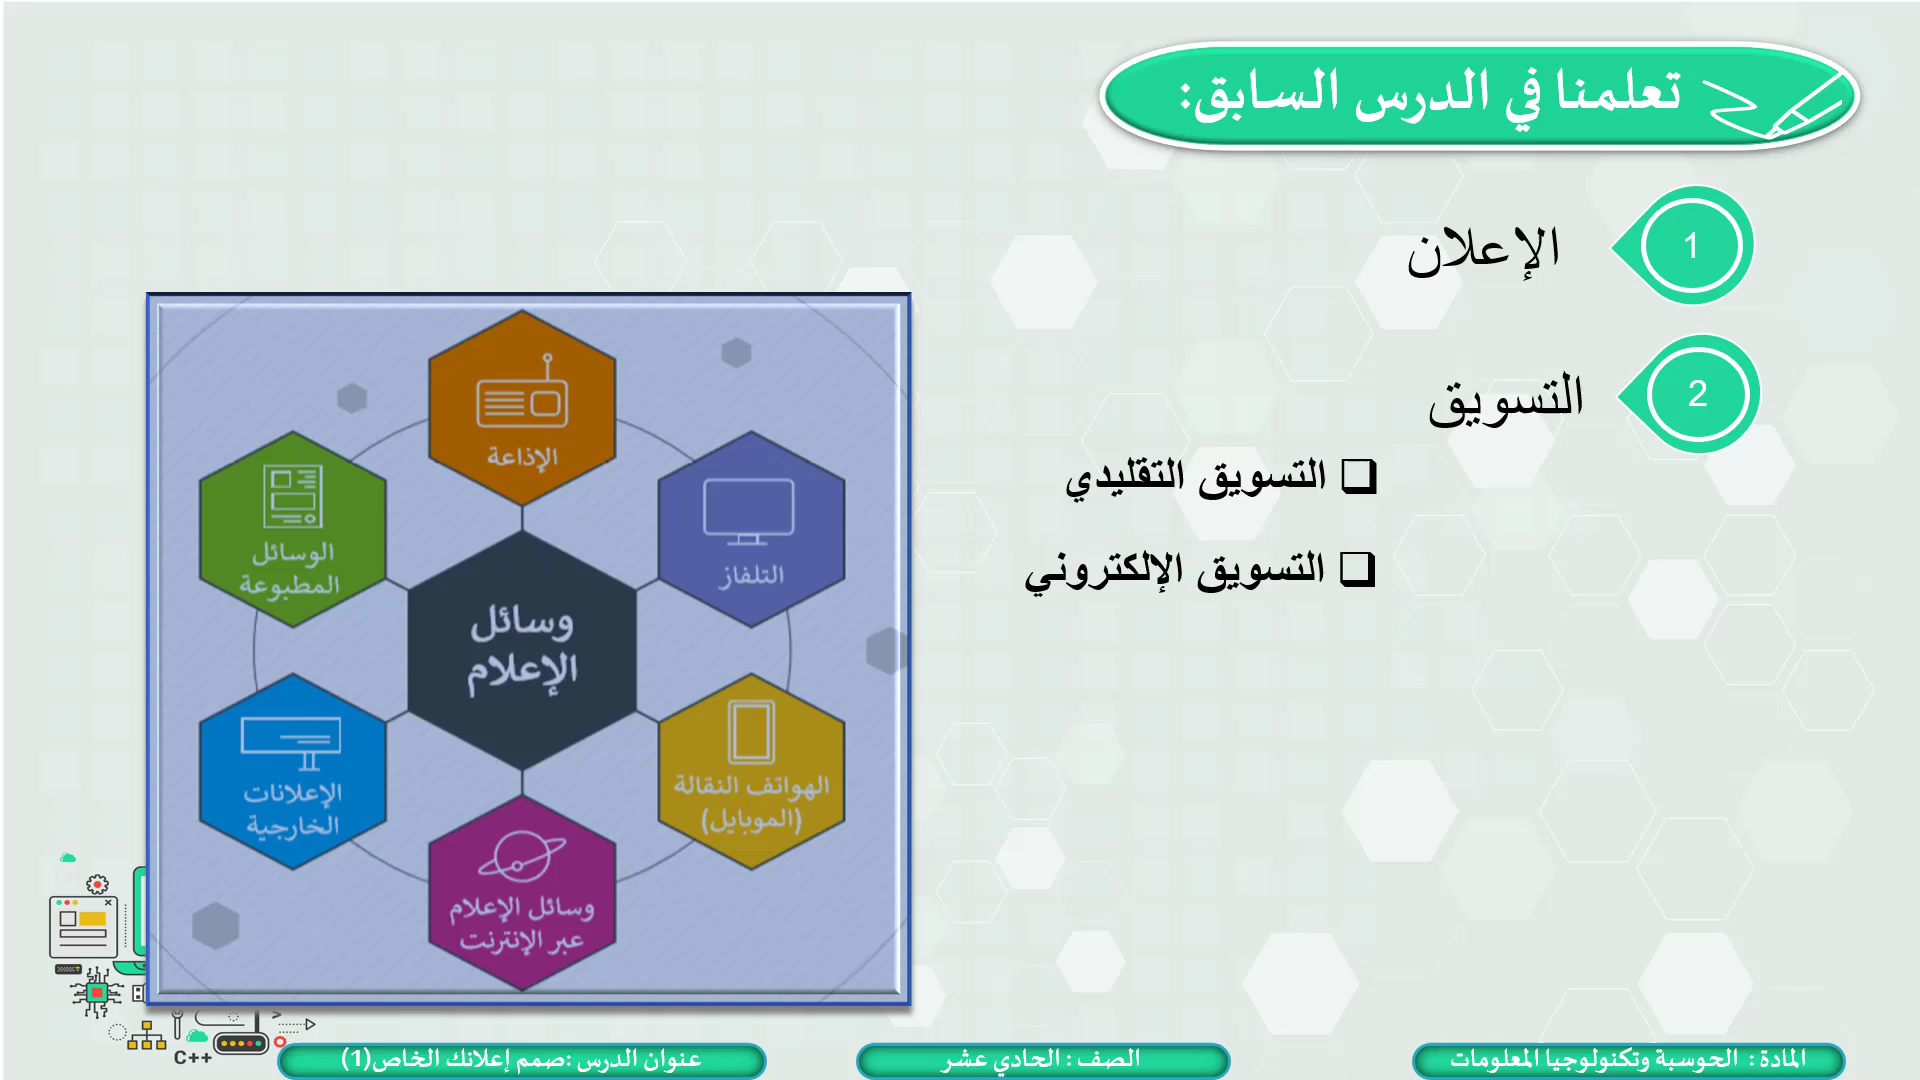 تعلمنا في الدرس السابق:
1
الإعلان
2
التسويق
التسويق التقليدي
التسويق الإلكتروني
الإذاعة
التلفاز
الوسائل
المطبوعة
وسائل
الإعلام
الهواتف النقالة
(الموبايل)
الإعلانات
الخارجية
وسائل الإعلام
عبر الإنترنت
C++
المادة : الحوسبة وتكنولوجيا المعلومات
الصف : الحادي عشر
عنوان الدرس :صمم إعلانك الخاص(1)